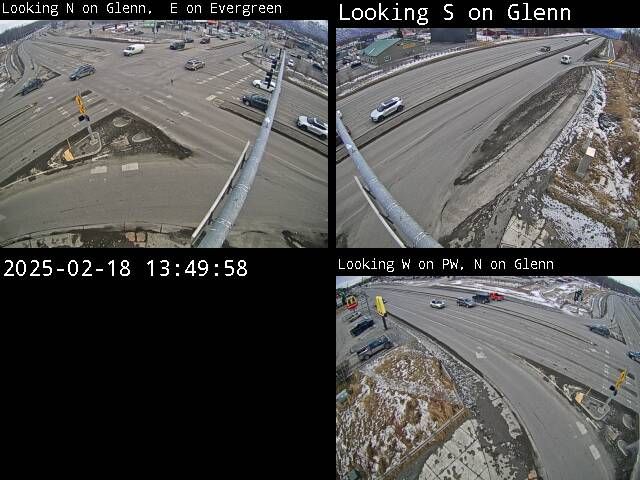 Looking N on Glenn,  E on Evergreen
Looking S on Glenn
2025-02-18 13:49:58
Looking W on PW, N on Glenn